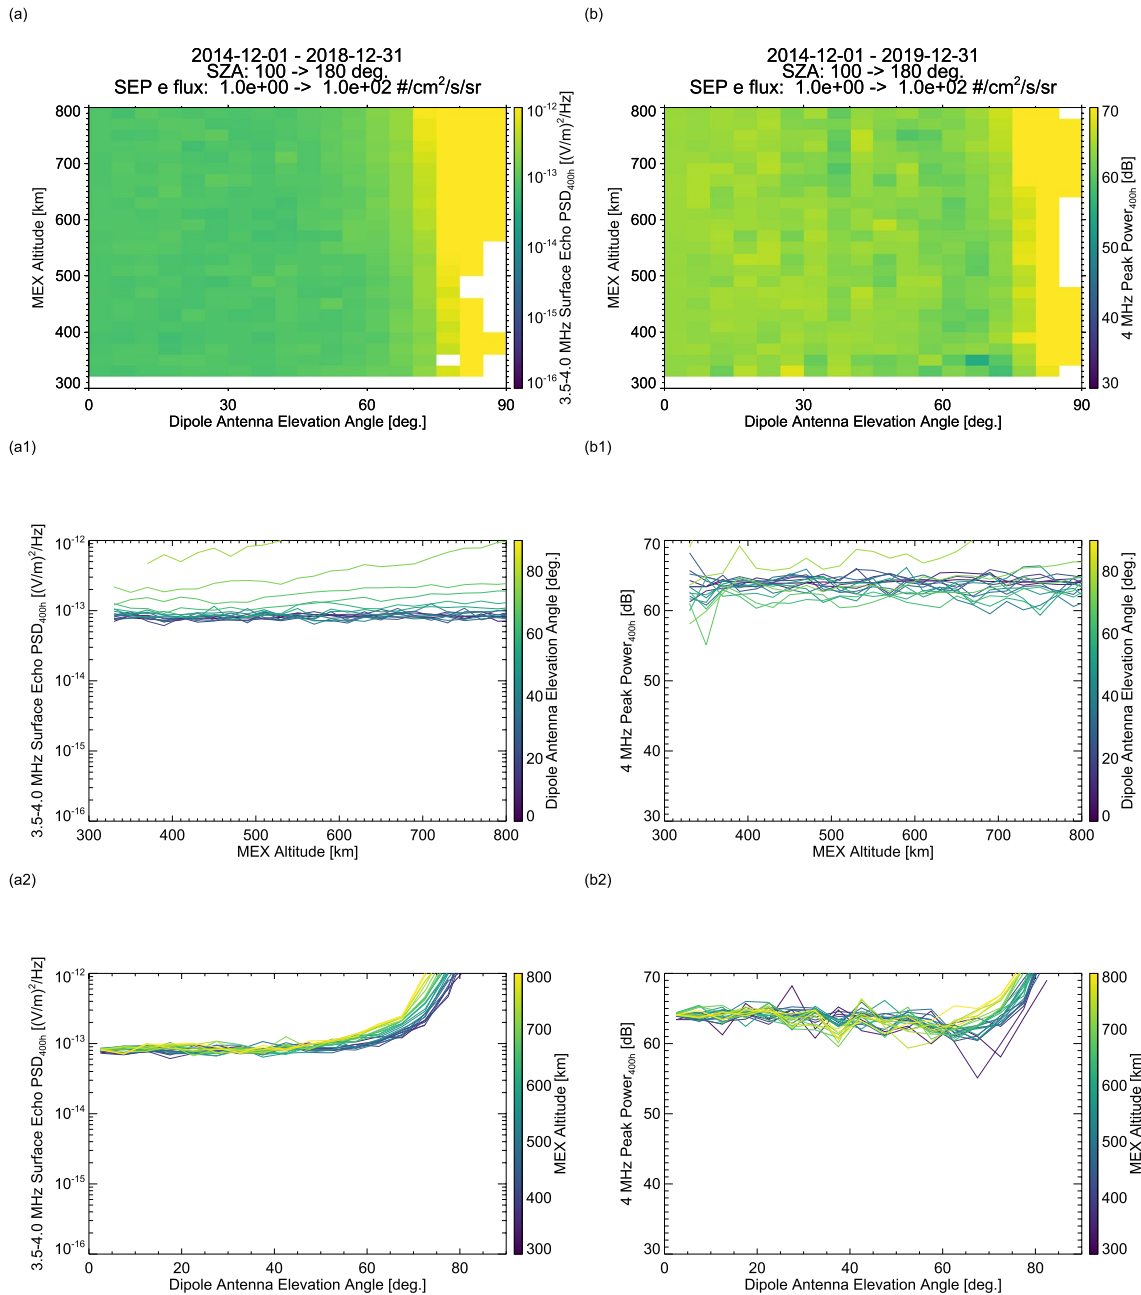 (a)
2014-12-01 - 2018-12-31
SZA: 100 -> 180 deg.
SEP e flux: 1.0e+00 -> 1.0e+02 #/cm²/s/sr
800
700
600
500
400
300
MEX Altitude [km]
0 30 60 90
Dipole Antenna Elevation Angle [deg.]
10⁻¹²
10⁻¹³
10⁻¹⁴
10⁻¹⁵
10⁻¹⁶
3.5-4.0 MHz Surface Echo PSD₄₀₀ₕ [(V/m)²/Hz]
(b)
2014-12-01 - 2019-12-31
SZA: 100 -> 180 deg.
SEP e flux: 1.0e+00 -> 1.0e+02 #/cm²/s/sr
800
700
600
500
400
300
MEX Altitude [km]
0 30 60 90
Dipole Antenna Elevation Angle [deg.]
70
60
50
40
30
4 MHz Peak Power₄₀₀ₕ [dB]
(a1)
3.5-4.0 MHz Surface Echo PSD₄₀₀ₕ [(V/m)²/Hz]
10⁻¹²
10⁻¹³
10⁻¹⁴
10⁻¹⁵
10⁻¹⁶
300 400 500 600 700 800
MEX Altitude [km]
80
60
40
20
0
Dipole Antenna Elevation Angle [deg.]
(b1)
4 MHz Peak Power₄₀₀ₕ [dB]
70
60
50
40
30
300 400 500 600 700 800
MEX Altitude [km]
80
60
40
20
0
Dipole Antenna Elevation Angle [deg.]
(a2)
3.5-4.0 MHz Surface Echo PSD₄₀₀ₕ [(V/m)²/Hz]
10⁻¹²
10⁻¹³
10⁻¹⁴
10⁻¹⁵
10⁻¹⁶
0 20 40 60 80
Dipole Antenna Elevation Angle [deg.]
800
700
600
500
400
300
MEX Altitude [km]
(b2)
4 MHz Peak Power₄₀₀ₕ [dB]
70
60
50
40
30
0 20 40 60 80
Dipole Antenna Elevation Angle [deg.]
800
700
600
500
400
300
MEX Altitude [km]